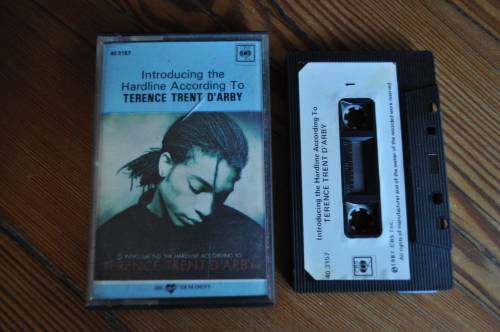 40 3157
CBS
Introducing the
Hardline According To
TERENCE TRENT D'ARBY
INTRODUCING THE HARDLINE ACCORDING TO
TERENCE TRENT D'ARBY
1
Introducing the Hardline According To
TERENCE TRENT D'ARBY
40 3157
CBS
℗1987 CBS Inc.
All rights of manufacturer and of the owner of the recorded work reserved